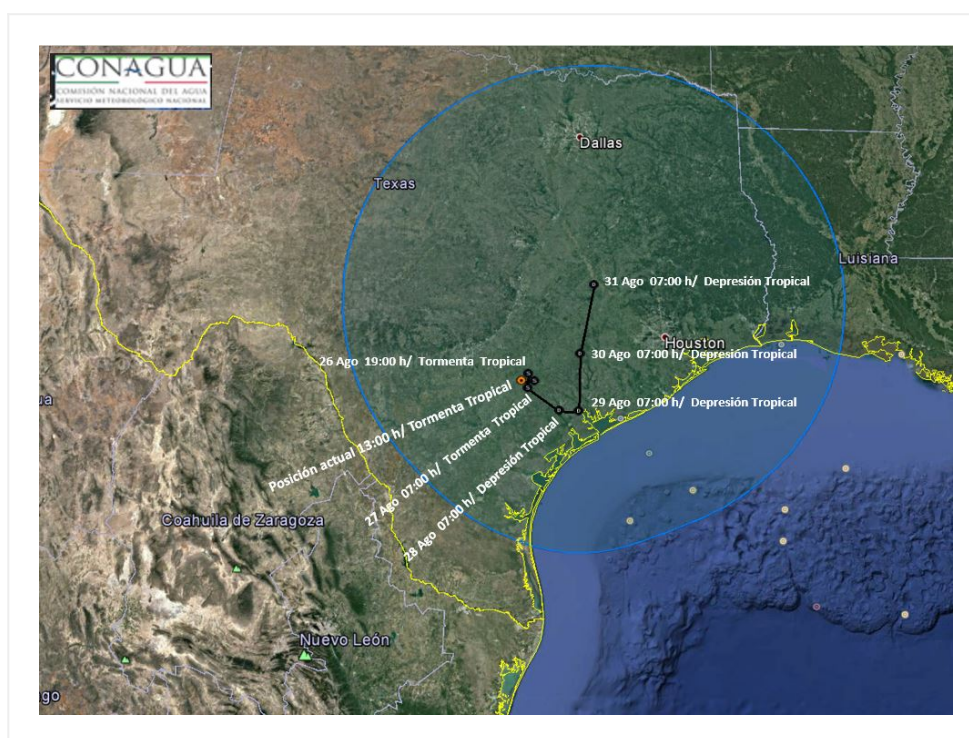 CONAGUA
COMISIÓN NACIONAL DEL AGUA
SERVICIO METEOROLÓGICO NACIONAL
Dallas
Texas
Luisiana
31 Ago 07:00 h/ Depresión Tropical
Houston
30 Ago 07:00 h/ Depresión Tropical
26 Ago 19:00 h/ Tormenta Tropical
Posición actual 13:00 h/ Tormenta Tropical
29 Ago 07:00 h/ Depresión Tropical
27 Ago 07:00 h/ Tormenta Tropical
28 Ago 07:00 h/ Depresión Tropical
ua
Coahuila de Zaragoza
Nuevo León
go